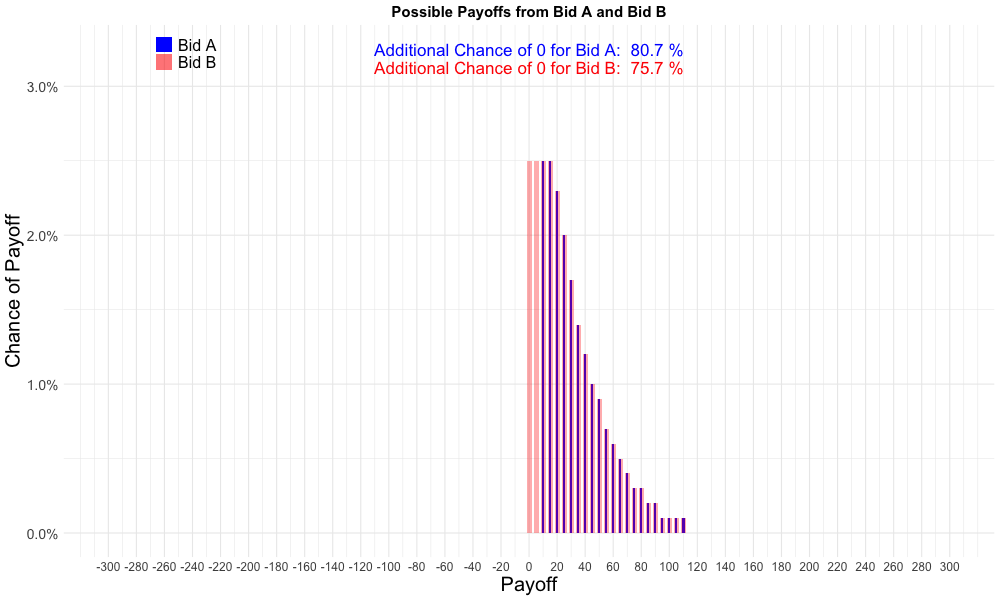 Possible Payoffs from Bid A and Bid B
Bid A
Bid B
Additional Chance of 0 for Bid A: 80.7 %
Additional Chance of 0 for Bid B: 75.7 %
Chance of Payoff
3.0%
2.0%
1.0%
0.0%
-300 -280 -260 -240 -220 -200 -180 -160 -140 -120 -100 -80 -60 -40 -20 0 20 40 60 80 100 120 140 160 180 200 220 240 260 280 300
Payoff